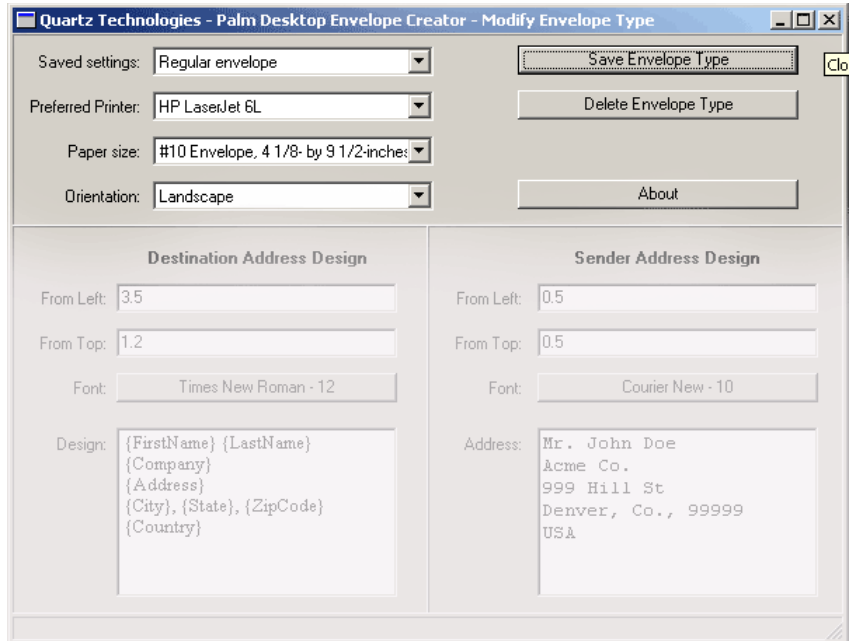 Quartz Technologies - Palm Desktop Envelope Creator - Modify Envelope Type
Saved settings: Regular envelope
Save Envelope Type
Clo
Preferred Printer: HP LaserJet 6L
Delete Envelope Type
Paper size: #10 Envelope, 4 1/8- by 9 1/2-inches
Orientation: Landscape
About
Destination Address Design
From Left: 3.5
From Top: 1.2
Font: Times New Roman - 12
Design: {FirstName} {LastName}
{Company}
{Address}
{City}, {State}, {ZipCode}
{Country}
Sender Address Design
From Left: 0.5
From Top: 0.5
Font: Courier New - 10
Address: Mr. John Doe
Acme Co.
999 Hill St
Denver, Co., 99999
USA